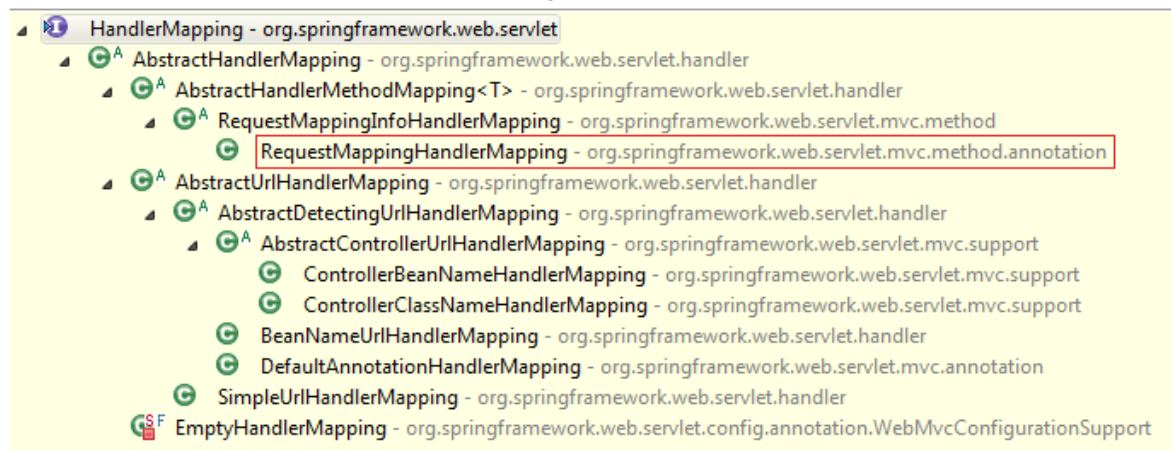 HandlerMapping - org.springframework.web.servlet
AbstractHandlerMapping - org.springframework.web.servlet.handler
AbstractHandlerMethodMapping<T> - org.springframework.web.servlet.handler
RequestMappingInfoHandlerMapping - org.springframework.web.servlet.mvc.method
RequestMappingHandlerMapping - org.springframework.web.servlet.mvc.method.annotation
AbstractUrlHandlerMapping - org.springframework.web.servlet.handler
AbstractDetectingUrlHandlerMapping - org.springframework.web.servlet.handler
AbstractControllerUrlHandlerMapping - org.springframework.web.servlet.mvc.support
ControllerBeanNameHandlerMapping - org.springframework.web.servlet.mvc.support
ControllerClassNameHandlerMapping - org.springframework.web.servlet.mvc.support
BeanNameUrlHandlerMapping - org.springframework.web.servlet.handler
DefaultAnnotationHandlerMapping - org.springframework.web.servlet.mvc.annotation
SimpleUrlHandlerMapping - org.springframework.web.servlet.handler
EmptyHandlerMapping - org.springframework.web.servlet.config.annotation.WebMvcConfigurationSupport